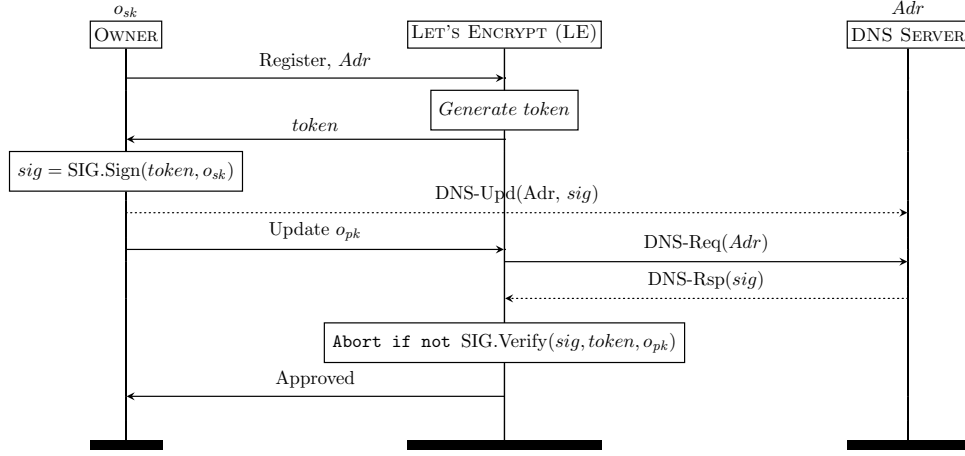 o_sk
Adr
OWNER
LET'S ENCRYPT (LE)
DNS SERVER
Register, Adr
Generate token
token
sig = SIG.Sign(token, o_sk)
DNS-Upd(Adr, sig)
Update o_pk
DNS-Req(Adr)
DNS-Rsp(sig)
Abort if not SIG.Verify(sig, token, o_pk)
Approved